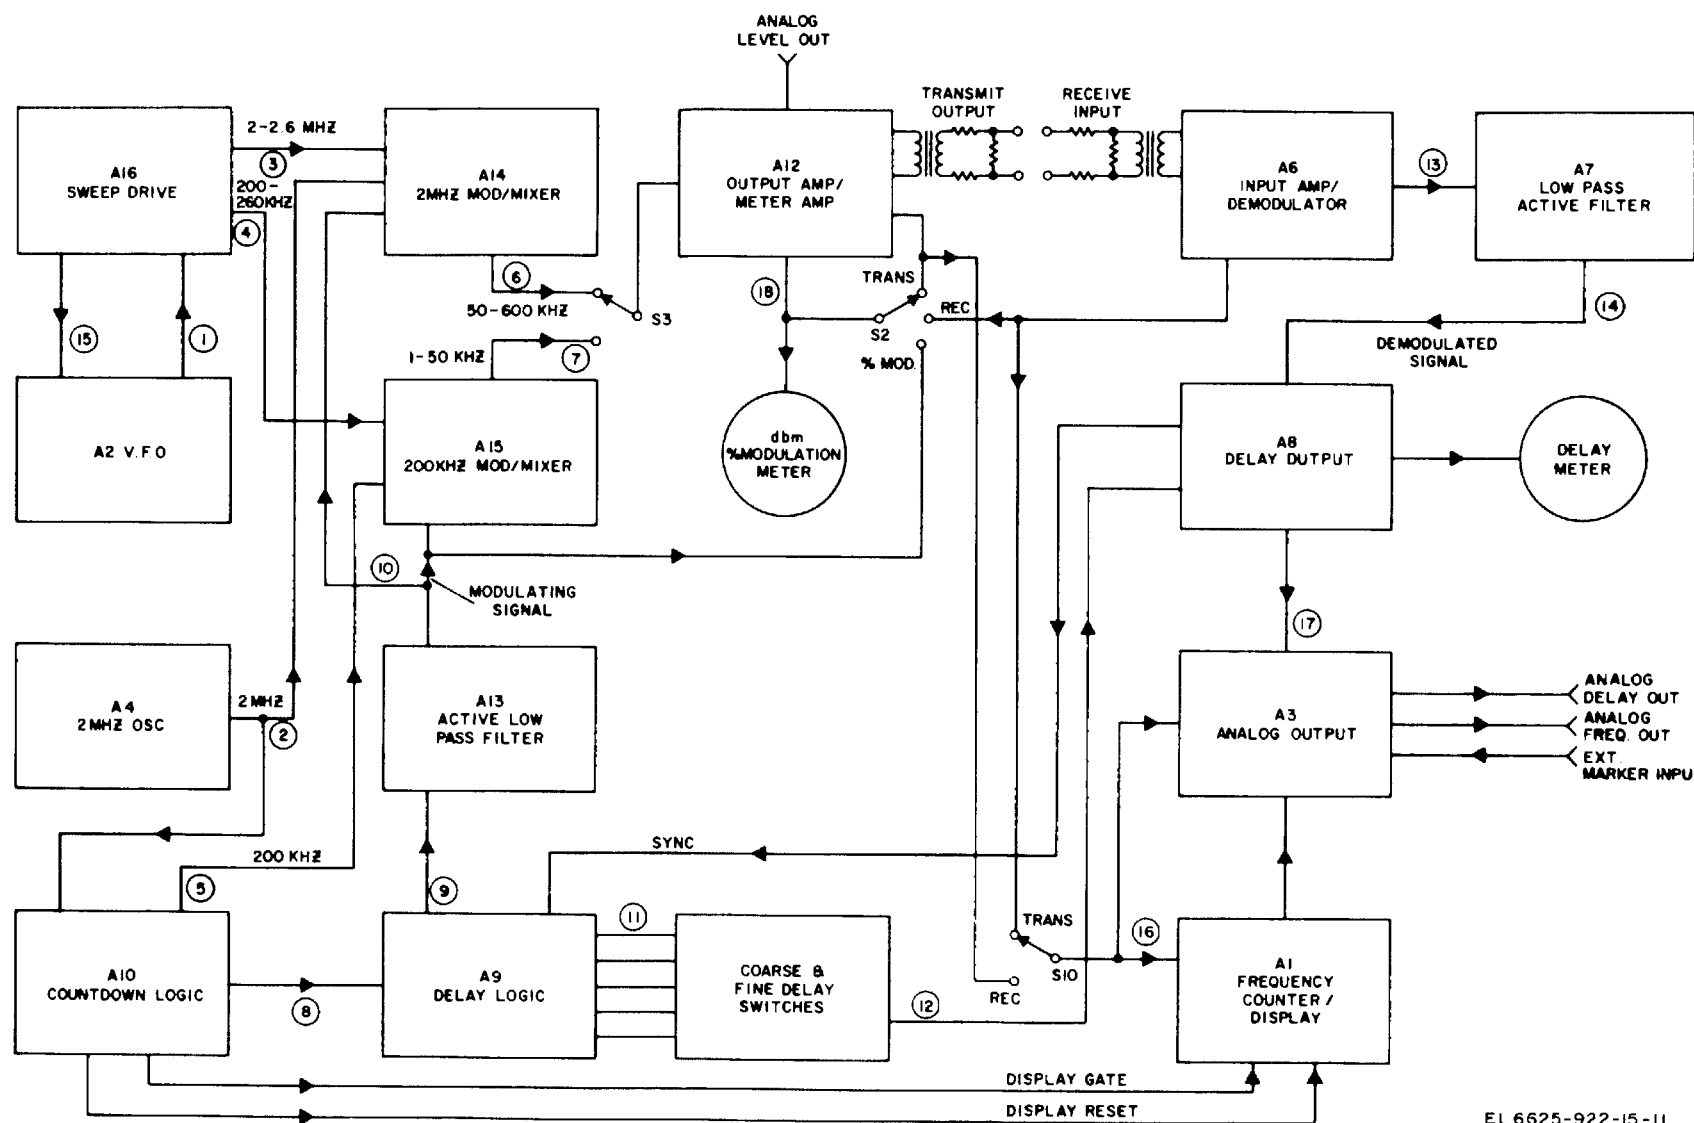 ANALOG
LEVEL OUT
TRANSMIT
OUTPUT
RECEIVE
INPUT
A16
SWEEP DRIVE
2-2.6 MHZ
3
200-
260KHZ
4
A14
2MHZ MOD/MIXER
A12
OUTPUT AMP/
METER AMP
A6
INPUT AMP/
DEMODULATOR
13
A7
LOW PASS
ACTIVE FILTER
6
50-600 KHZ
S3
18
TRANS
REC
S2
% MOD.
14
DEMODULATED
SIGNAL
15
1
1-50 KHZ
7
A2 V.F.O
A15
200KHZ MOD/MIXER
dbm
%MODULATION
METER
A8
DELAY DUTPUT
DELAY
METER
10
MODULATING
SIGNAL
17
A4
2MHZ OSC
2 MHZ
2
A13
ACTIVE LOW
PASS FILTER
A3
ANALOG OUTPUT
ANALOG
DELAY OUT
ANALOG
FREQ. OUT
EXT.
MARKER INPU
200 KHZ
5
9
SYNC
11
TRANS
S10
REC
16
A10
COUNTDOWN LOGIC
8
A9
DELAY LOGIC
COARSE &
FINE DELAY
SWITCHES
12
A1
FREQUENCY
COUNTER /
DISPLAY
DISPLAY GATE
DISPLAY RESET
EL 6625-922-15-11